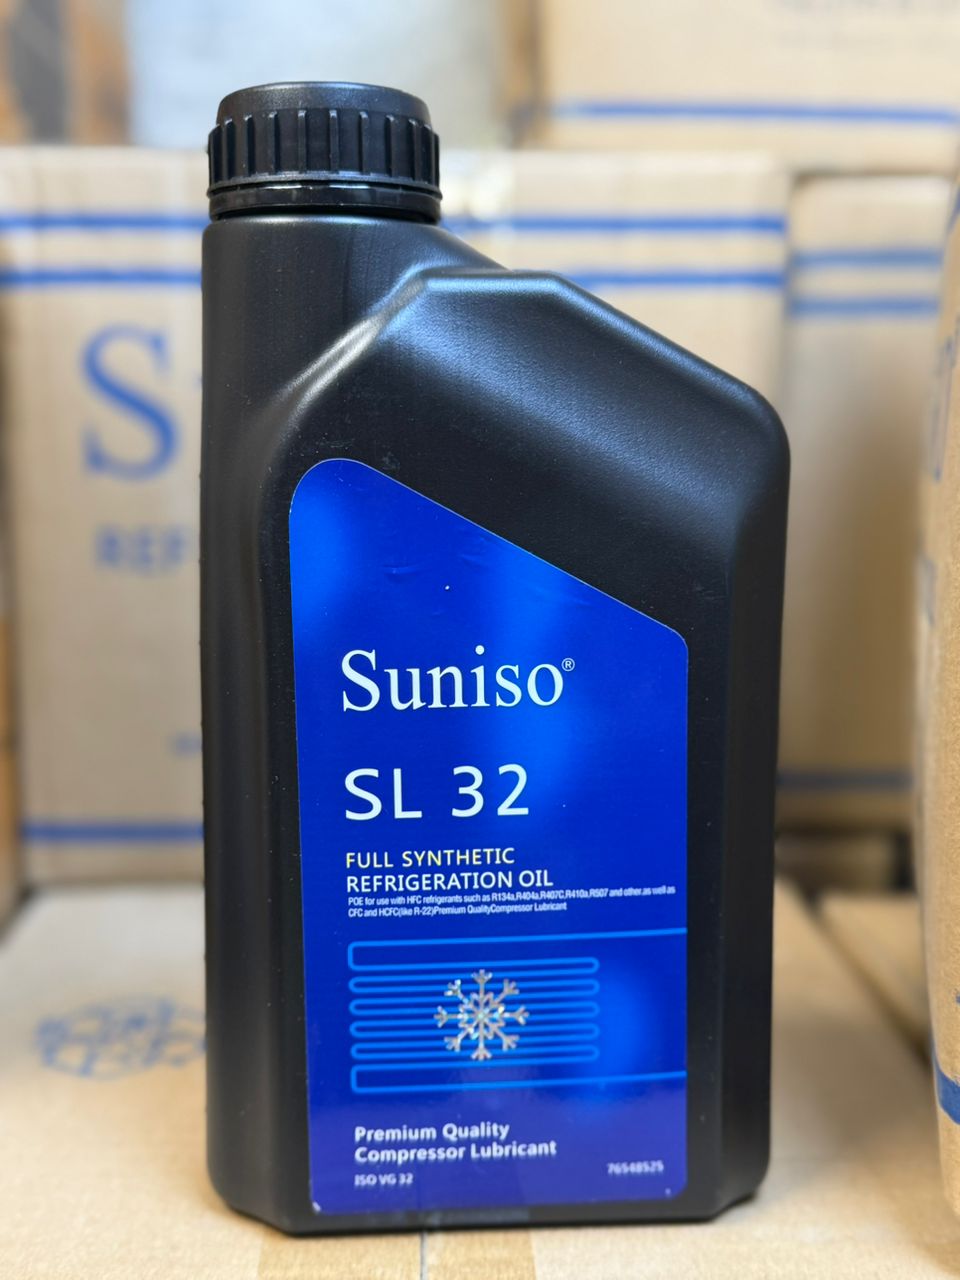 Suniso®
SL 32
FULL SYNTHETIC
REFRIGERATION OIL
POE for use with HFC refrigerants such as R134a,R404a,R407C,R410a,R507 and other,as well as
CFC and HCFC(like R-22)Premium QualityCompressor Lubricant
Premium Quality
Compressor Lubricant
ISO VG 32
76548525
S
REF